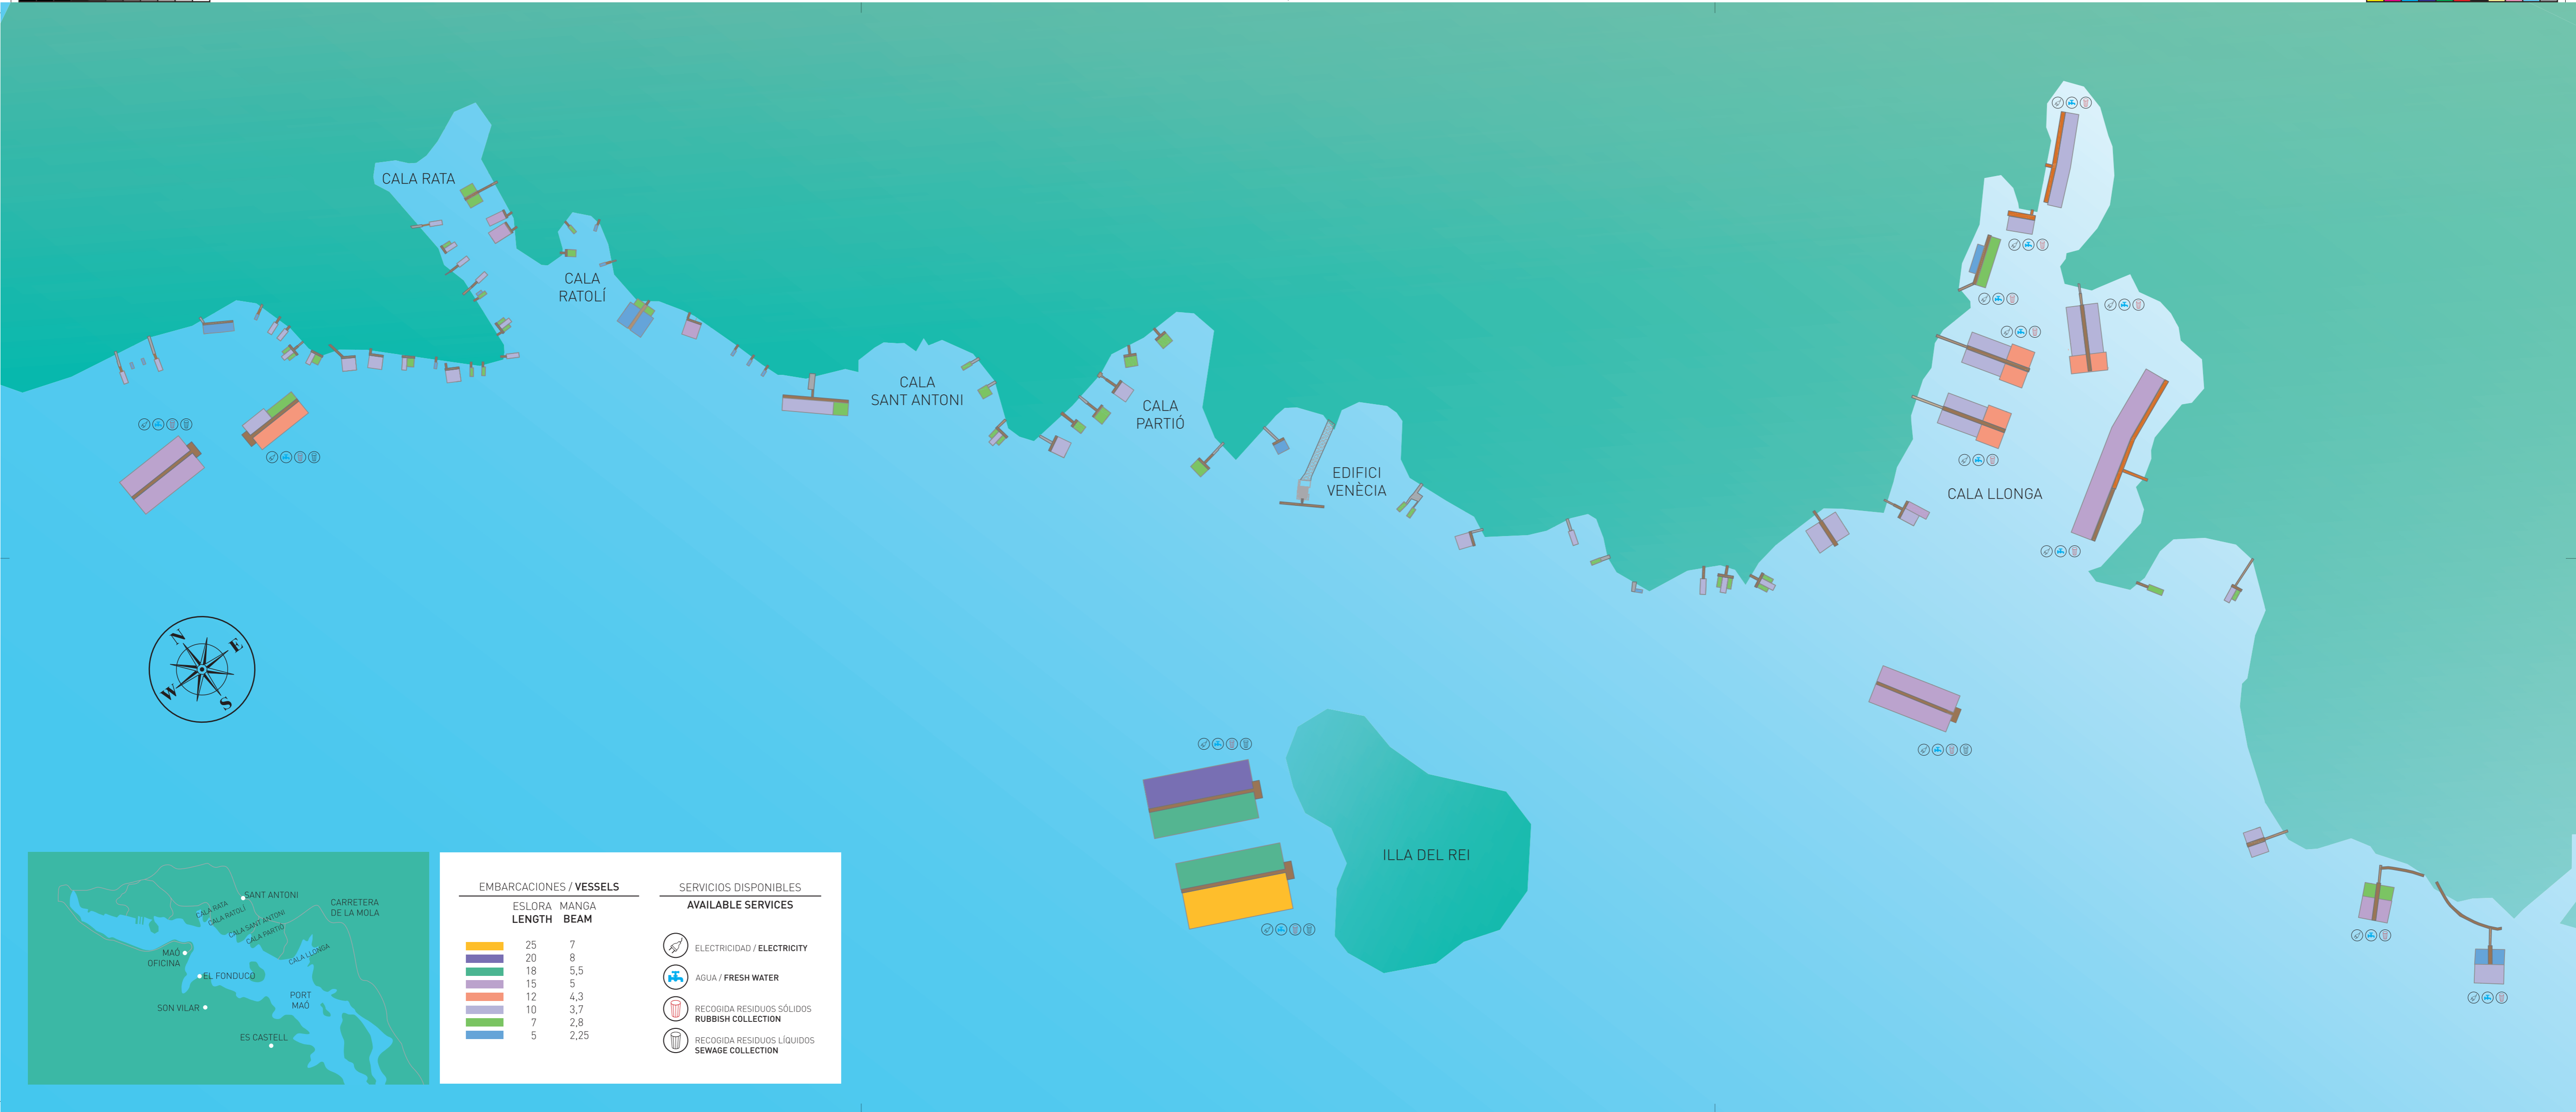 CALA RATA
CALA
RATOLÍ
CALA
SANT ANTONI
CALA
PARTIÓ
EDIFICI
VENÈCIA
CALA LLONGA
N
E
W
S
ILLA DEL REI
SANT ANTONI
CARRETERA
DE LA MOLA
CALA RATA
CALA RATOLÍ
CALA SANT ANTONI
CALA PARTIÓ
CALA LLONGA
MAÓ
OFICINA
EL FONDUCO
PORT
MAÓ
SON VILAR
ES CASTELL
EMBARCACIONES / VESSELS
ESLORA MANGA
LENGTH BEAM
25 7
20 8
18 5,5
15 5
12 4,3
10 3,7
7 2,8
5 2,25
SERVICIOS DISPONIBLES
AVAILABLE SERVICES
ELECTRICIDAD / ELECTRICITY
AGUA / FRESH WATER
RECOGIDA RESIDUOS SÓLIDOS
RUBBISH COLLECTION
RECOGIDA RESIDUOS LÍQUIDOS
SEWAGE COLLECTION